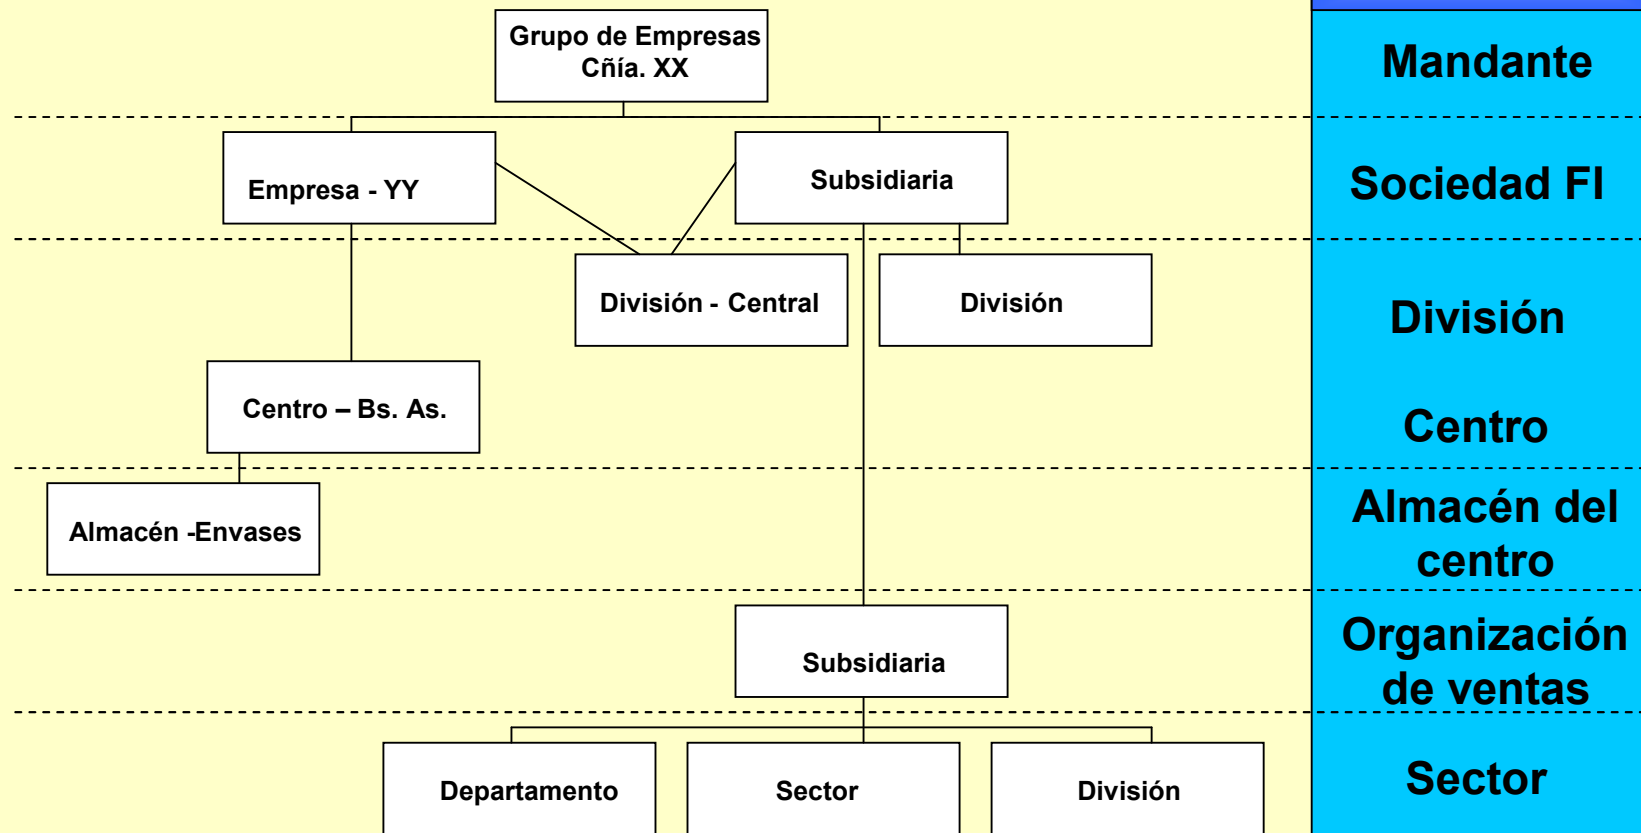 Grupo de Empresas
Cñía. XX
Mandante
Empresa - YY
Subsidiaria
Sociedad FI
División - Central
División
División
Centro – Bs. As.
Centro
Almacén -Envases
Almacén del
centro
Subsidiaria
Organización
de ventas
Departamento
Sector
División
Sector